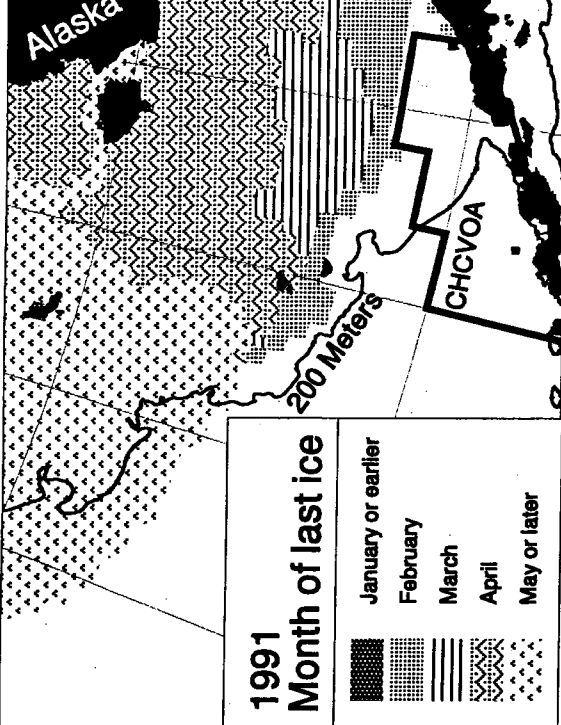 Alaska
200 Meters
CHCVOA
1991
Month of last ice
January or earlier
February
March
April
May or later